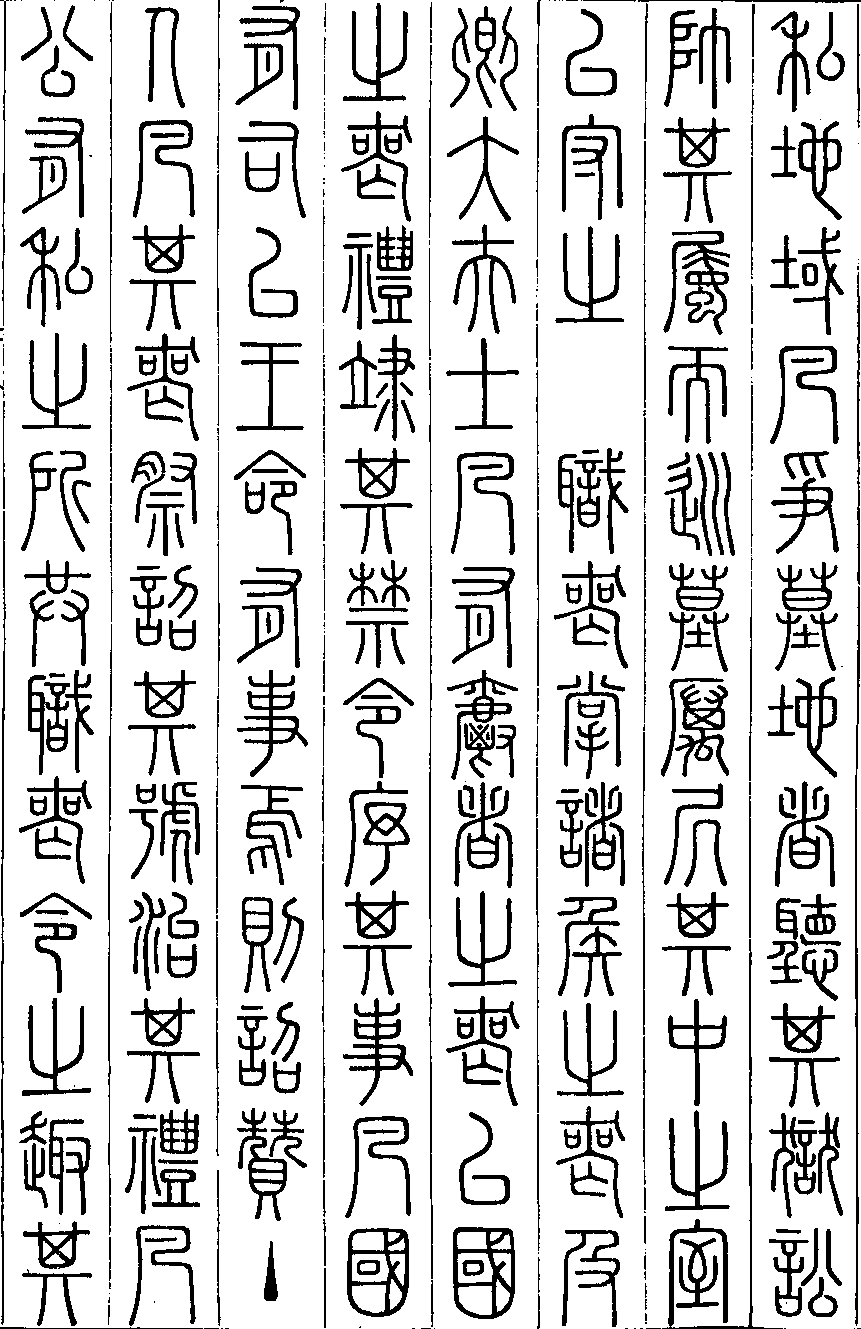 私地域凡爭墓地者聽其獄訟
帥其屬而巡墓厲居其中之室
以守之　職喪掌諸侯之喪及
卿大夫士凡有爵者之喪以國
之喪禮涖其禁令序其事凡國
有司以王命有事焉則詔贊主
人凡其喪祭詔其號治其禮凡
公有私之所共職喪令之趣其